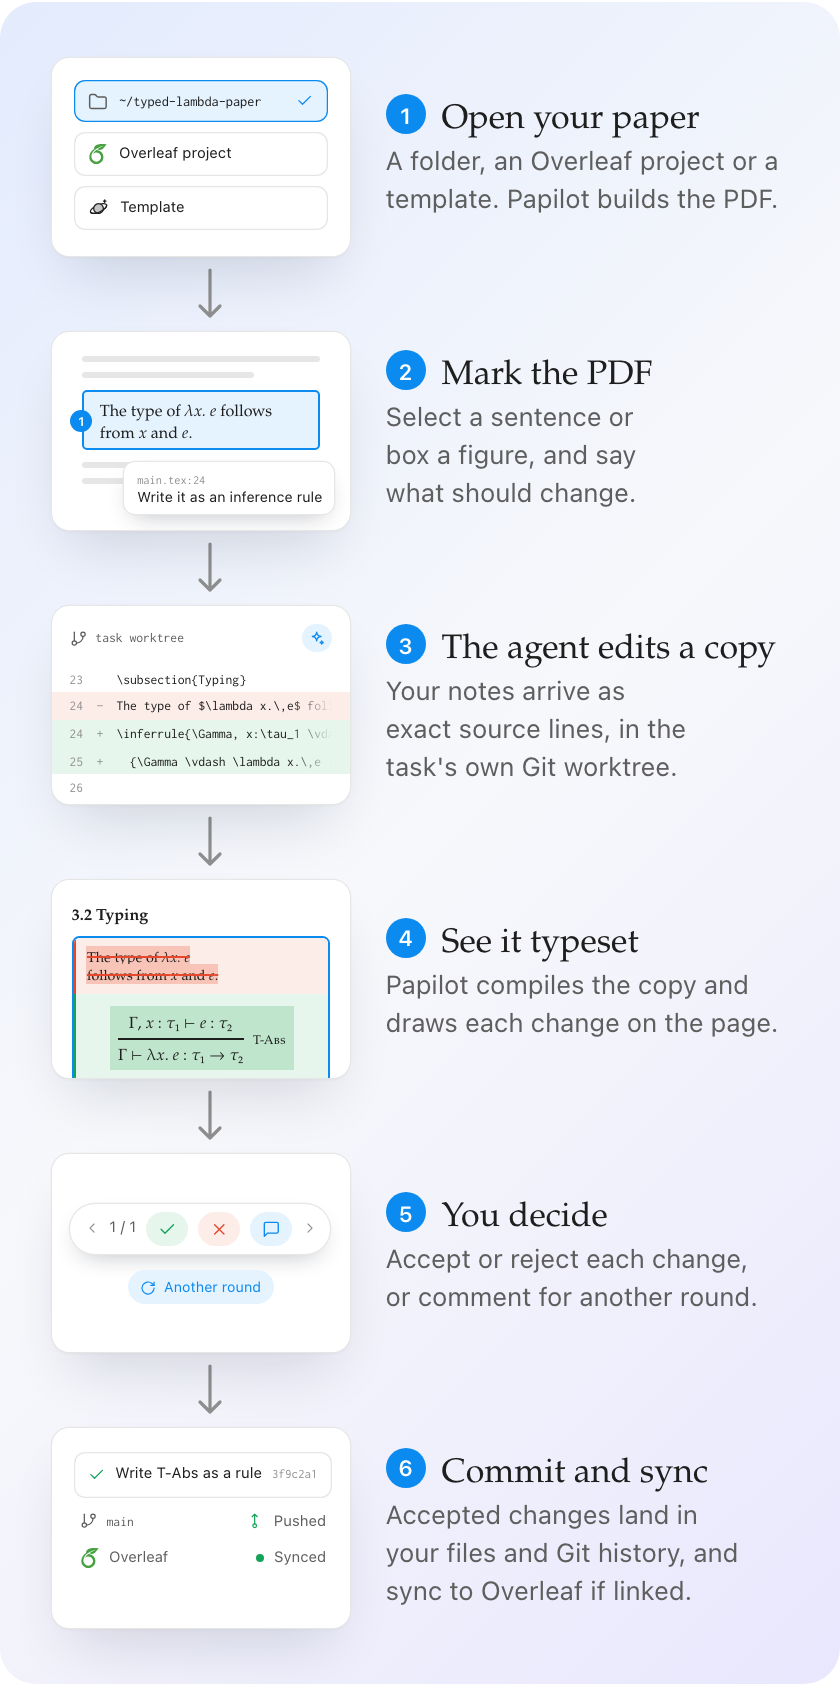 ~/typed-lambda-paper
Overleaf project
Template
1 Open your paper
A folder, an Overleaf project or a
template. Papilot builds the PDF.
The type of λx. e follows
from x and e.
1
main.tex:24
Write it as an inference rule
2 Mark the PDF
Select a sentence or
box a figure, and say
what should change.
task worktree
23 \subsection{Typing}
24 − The type of $\lambda x.\,e$ fol
24 + \inferrule{\Gamma, x:\tau_1 \vd
25 + {\Gamma \vdash \lambda x.\,e
26
3 The agent edits a copy
Your notes arrive as
exact source lines, in the
task's own Git worktree.
3.2 Typing
The type of λx. e
follows from x and e.
Γ, x : τ₁ ⊢ e : τ₂
T-Abs
Γ ⊢ λx. e : τ₁ → τ₂
4 See it typeset
Papilot compiles the copy and
draws each change on the page.
1 / 1
Another round
5 You decide
Accept or reject each change,
or comment for another round.
Write T-Abs as a rule 3f9c2a1
main Pushed
Overleaf Synced
6 Commit and sync
Accepted changes land in
your files and Git history, and
sync to Overleaf if linked.